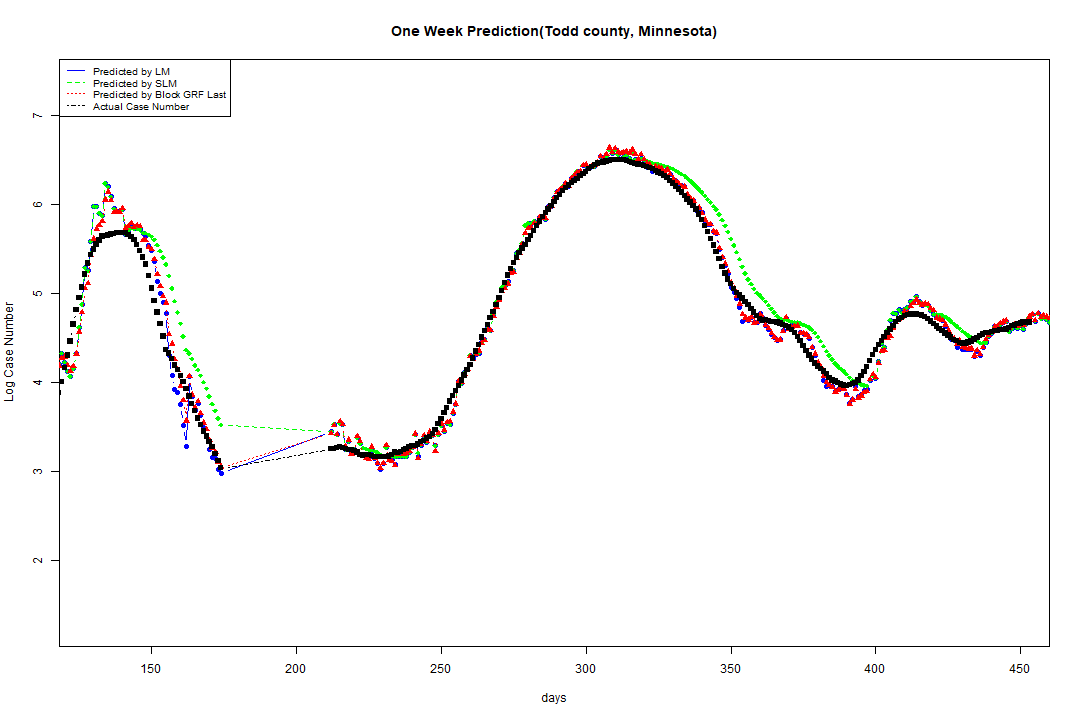 One Week Prediction(Todd county, Minnesota)
Predicted by LM
Predicted by SLM
Predicted by Block GRF Last
Actual Case Number
7
6
5
4
3
2
Log Case Number
150 200 250 300 350 400 450
days